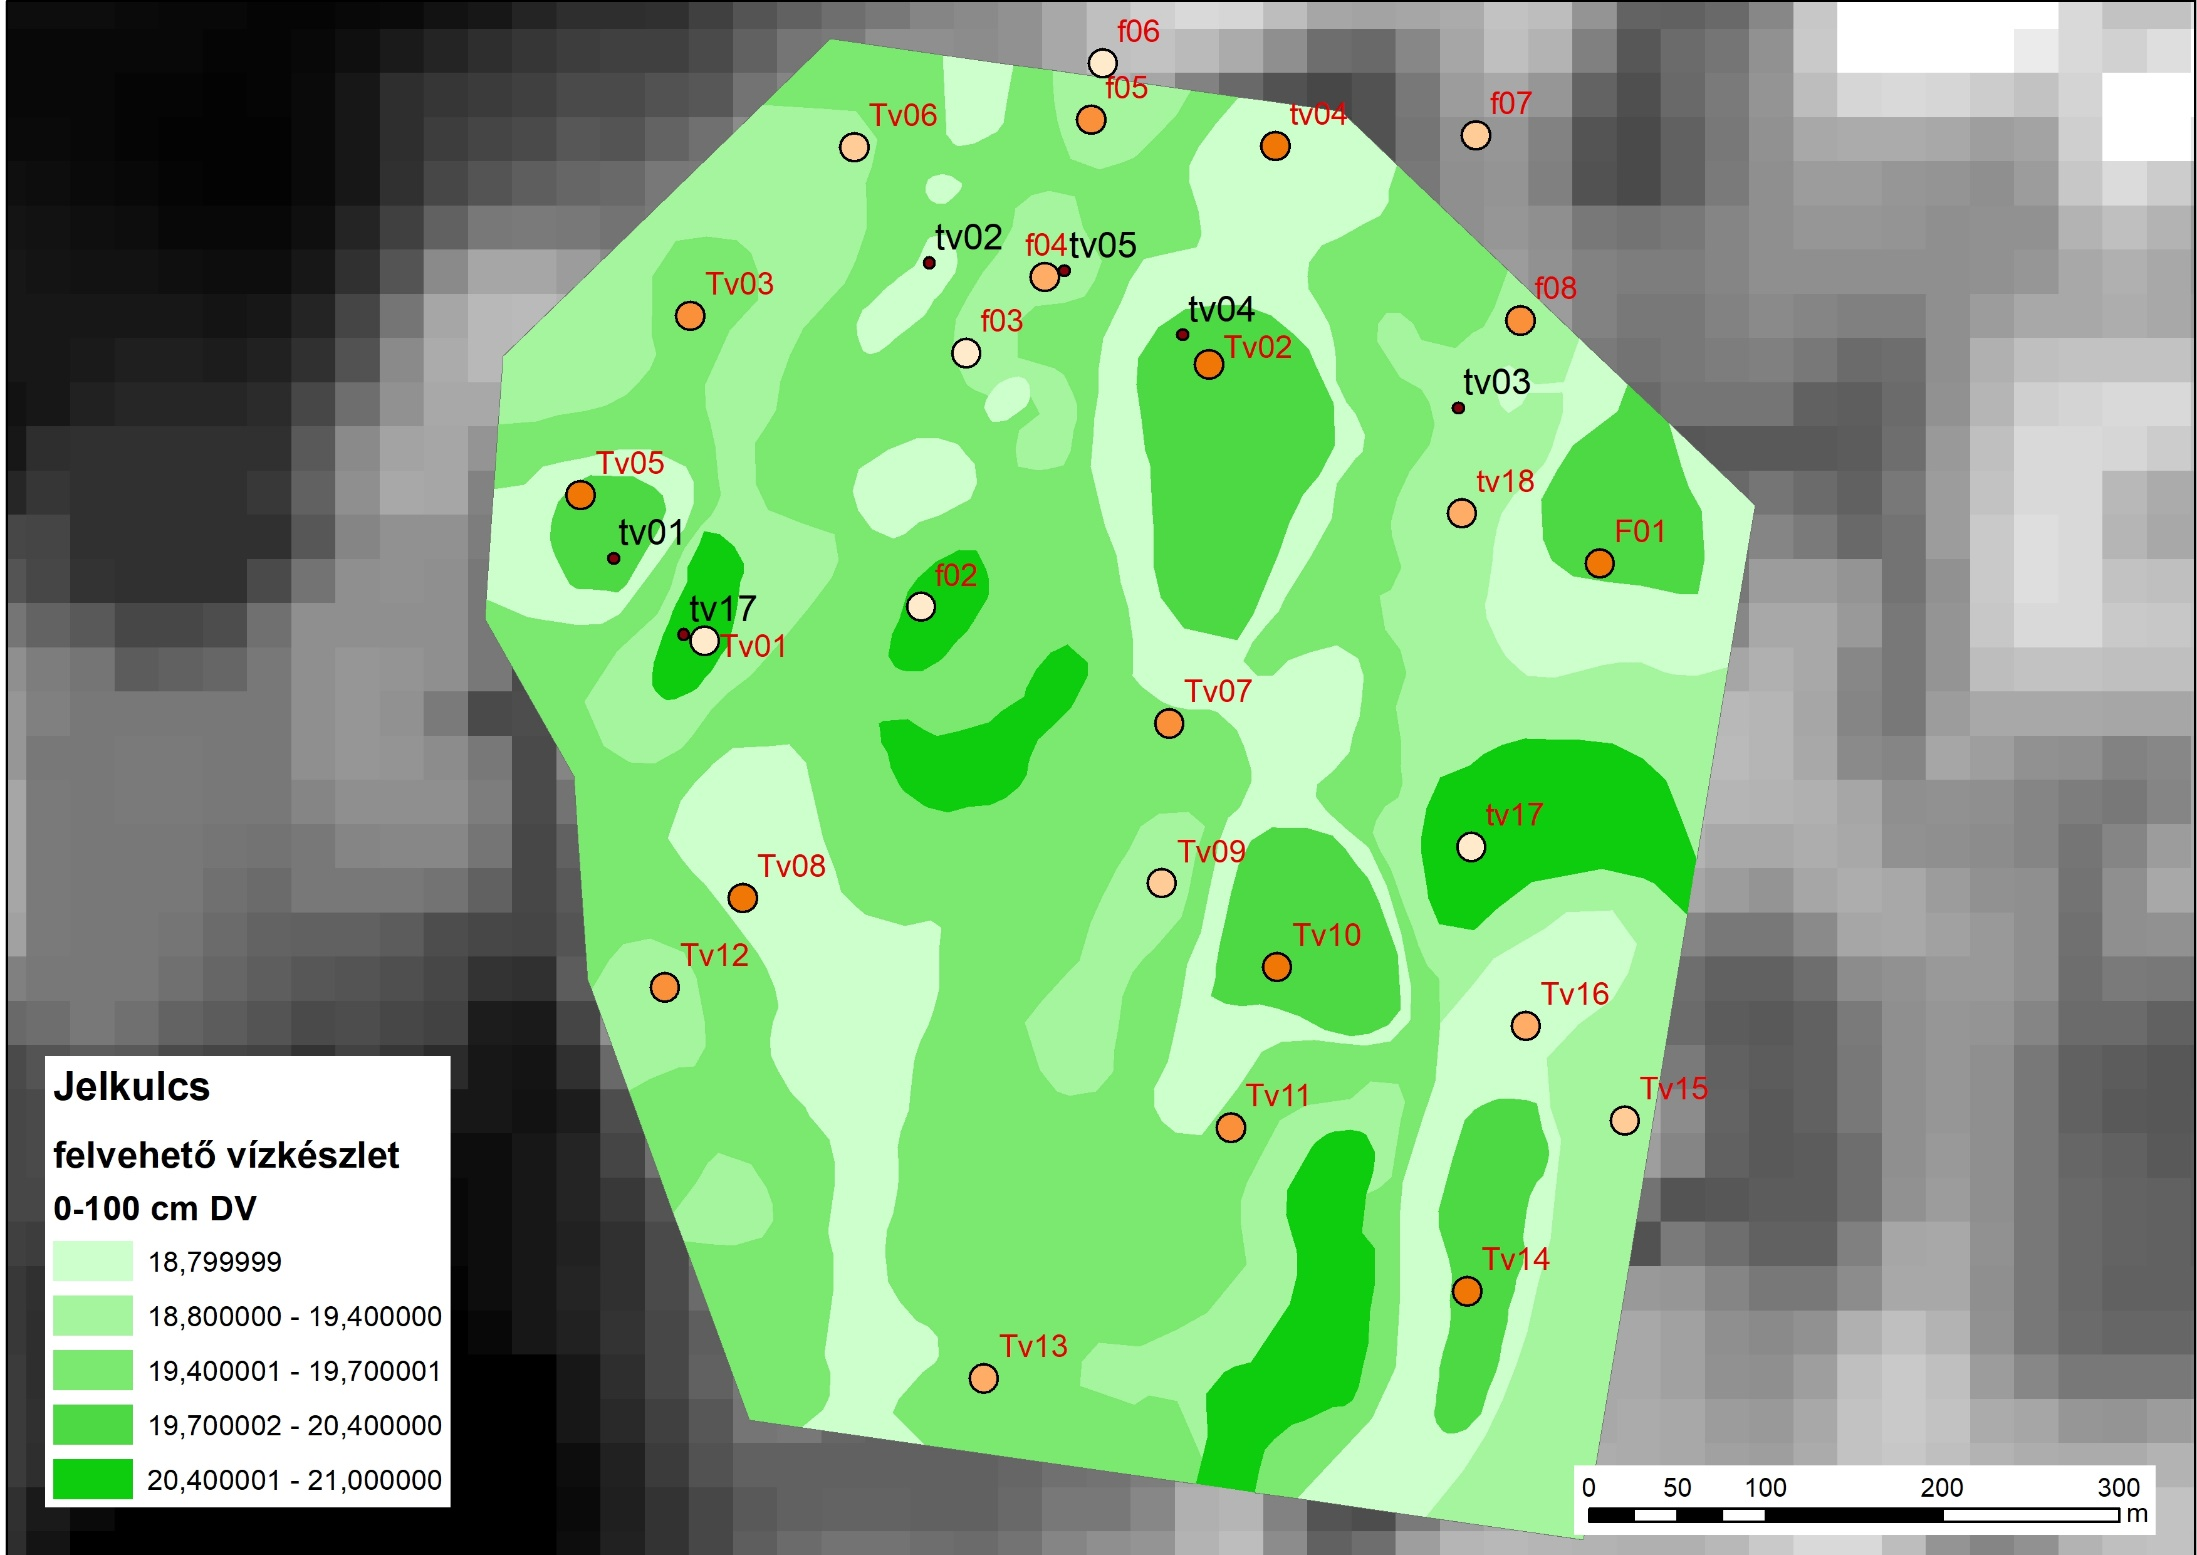 f06
f05
Tv06
tv04
f07
tv02
f04
tv05
Tv03
f08
f03
tv04
Tv02
tv03
Tv05
tv18
tv01
F01
f02
tv17
Tv01
Tv07
tv17
Tv08
Tv09
Tv10
Tv12
Tv16
Tv15
Tv11
Tv14
Tv13
Jelkulcs
felvehető vízkészlet
0-100 cm DV
18,799999
18,800000 - 19,400000
19,400001 - 19,700001
19,700002 - 20,400000
20,400001 - 21,000000
0 50 100 200 300
m